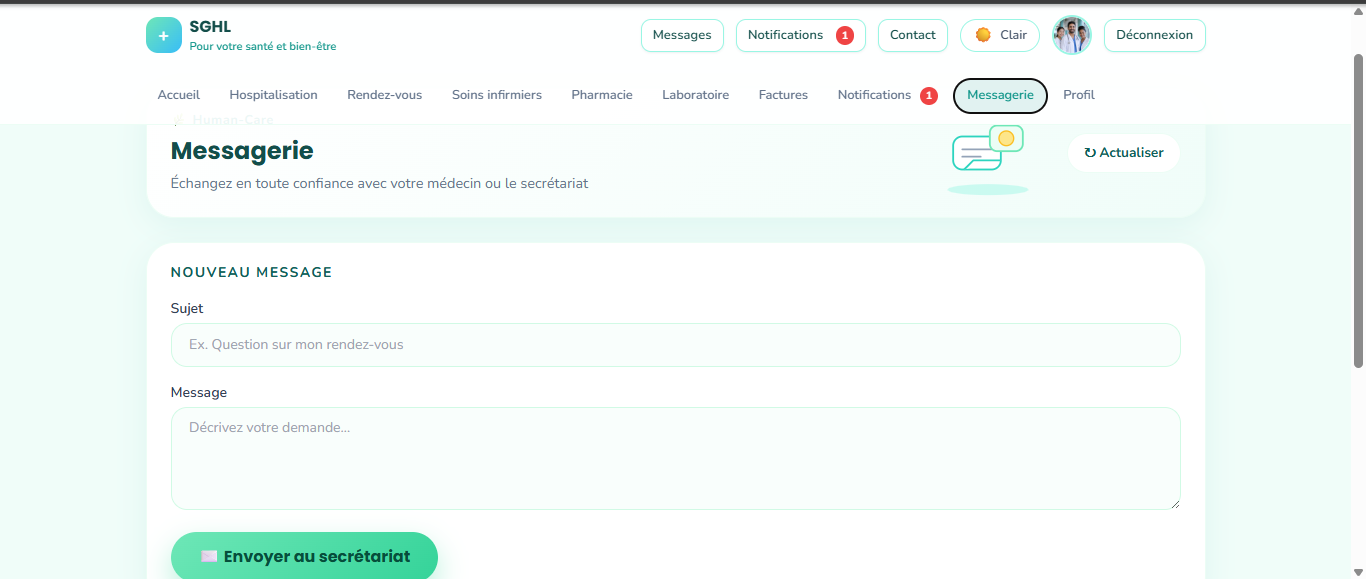 SGHL
Pour votre santé et bien-être
Messages
Notifications 1
Contact
Clair
Déconnexion
Accueil
Hospitalisation
Rendez-vous
Soins infirmiers
Pharmacie
Laboratoire
Factures
Notifications 1
Messagerie
Profil
Human-Care
Messagerie
Échangez en toute confiance avec votre médecin ou le secrétariat
↻ Actualiser
NOUVEAU MESSAGE
Sujet
Ex. Question sur mon rendez-vous
Message
Décrivez votre demande...
Envoyer au secrétariat